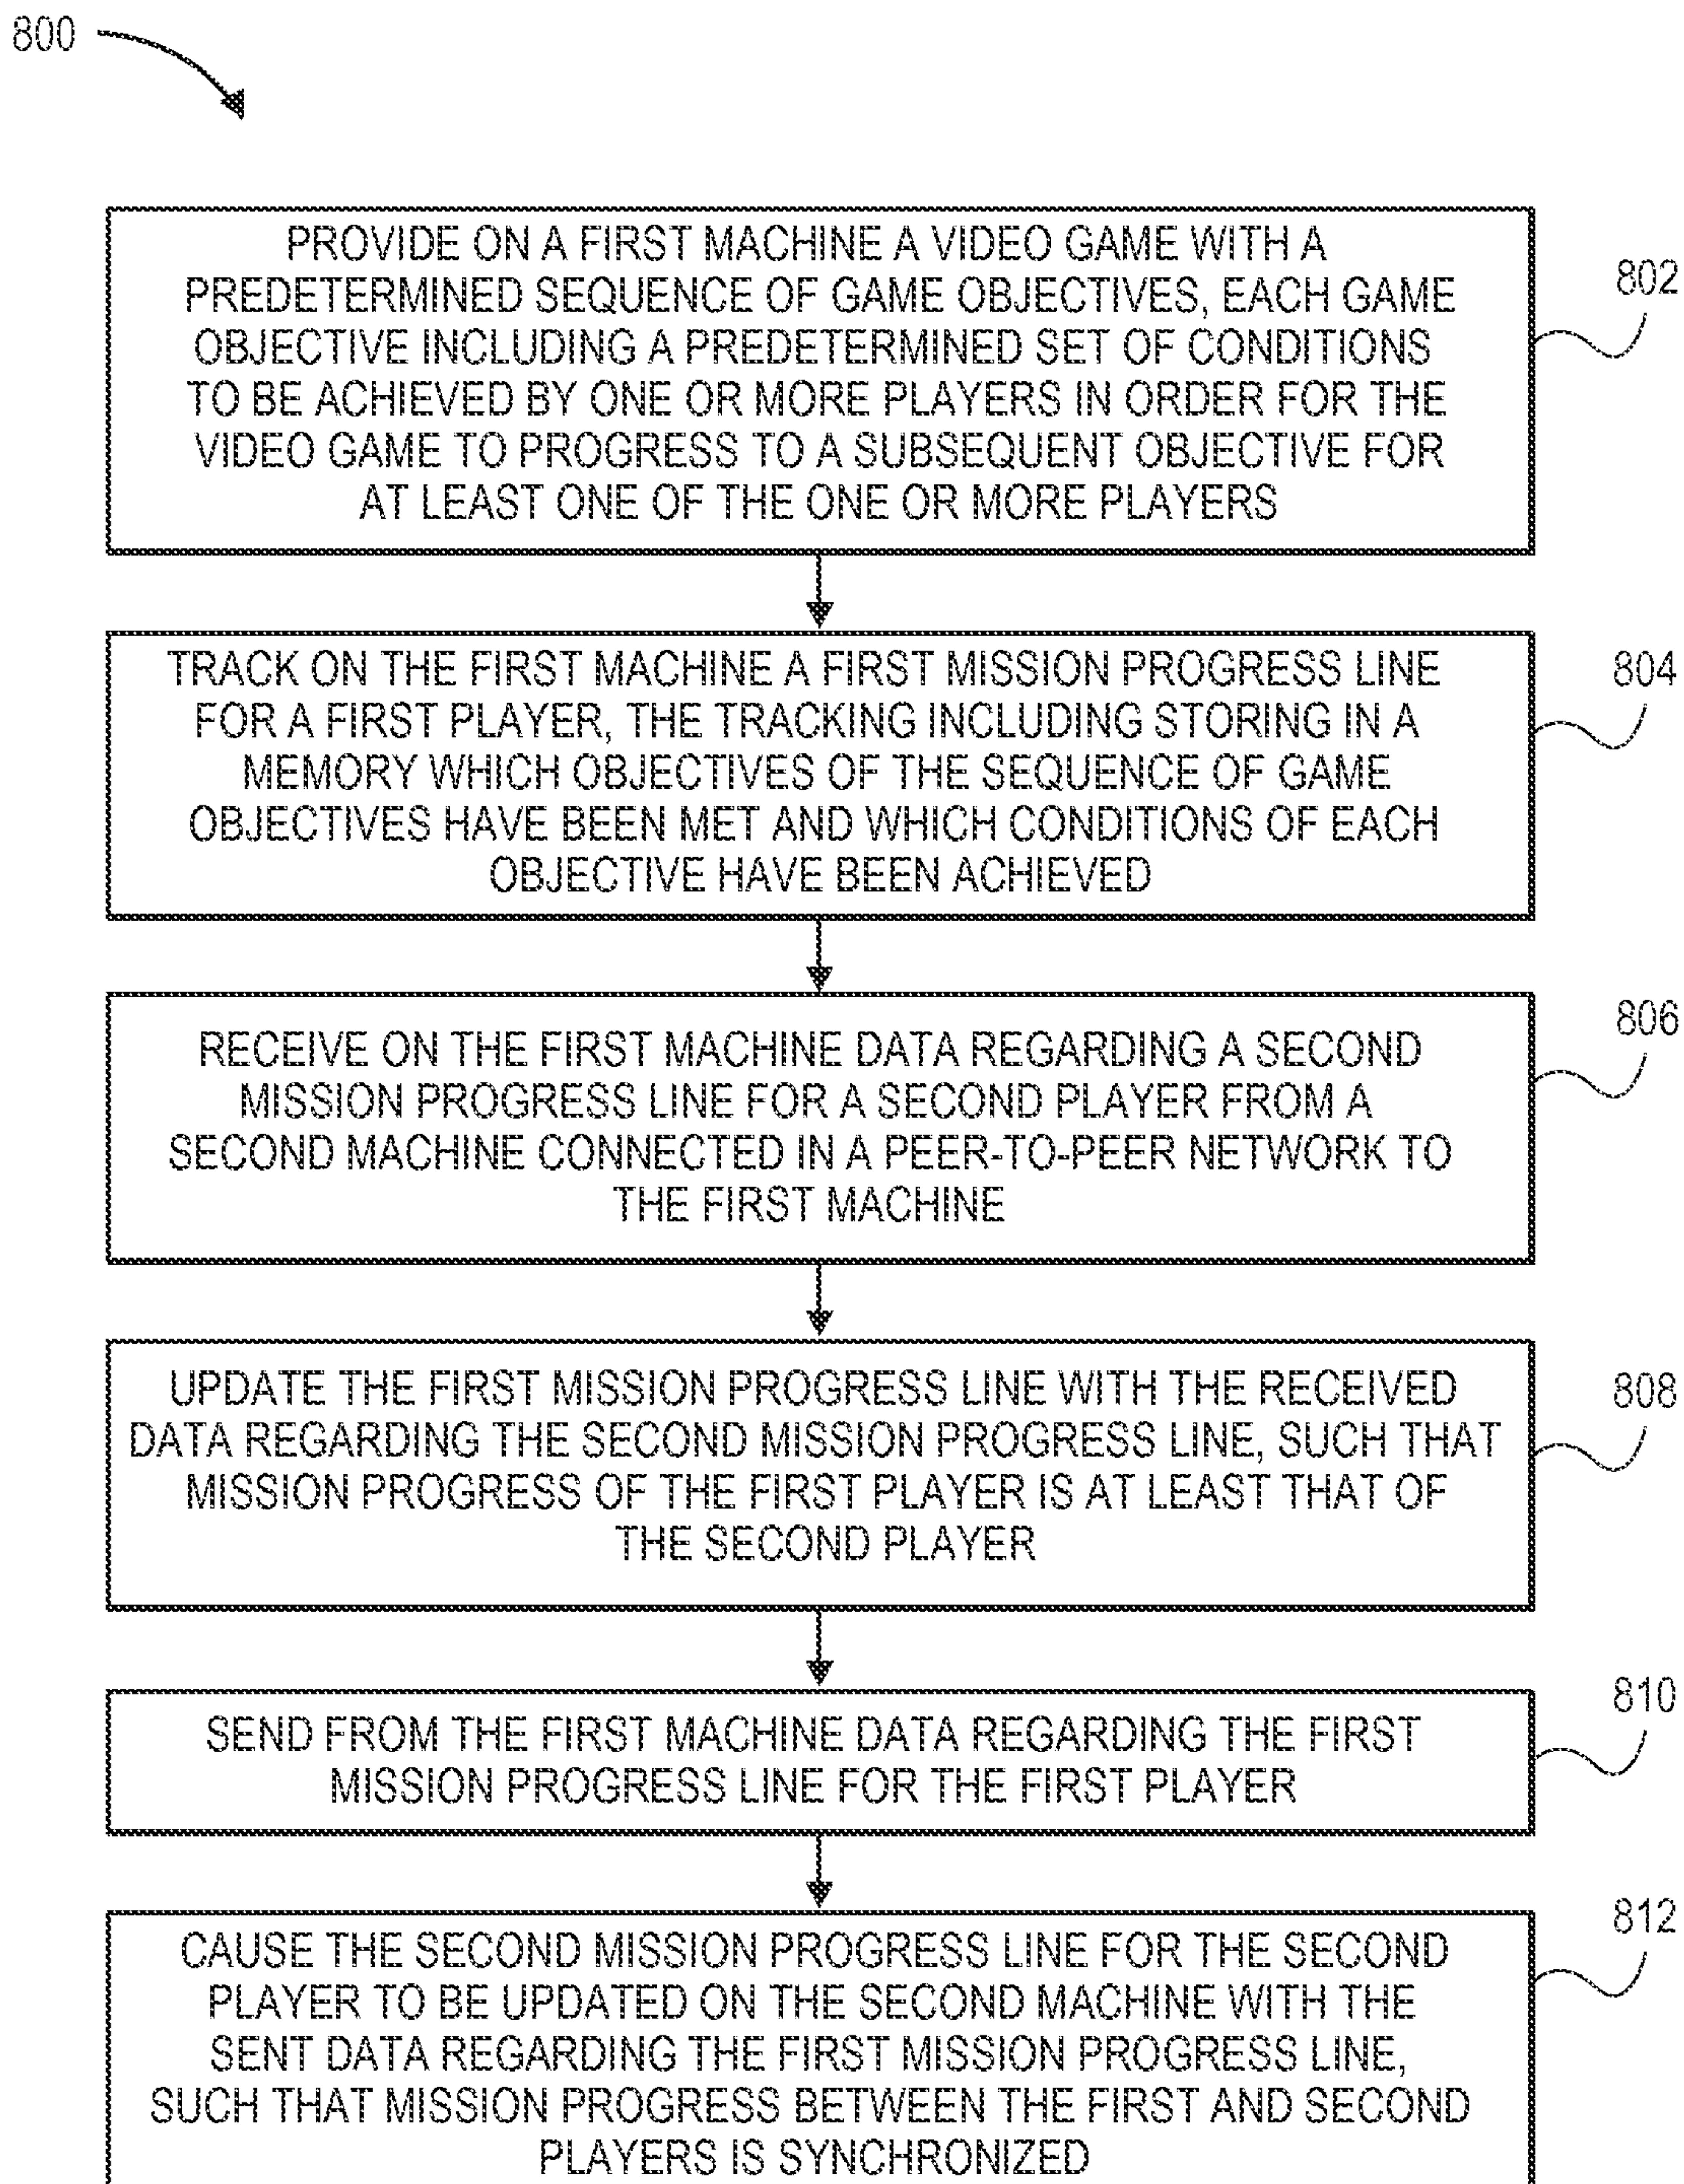 800
PROVIDE ON A FIRST MACHINE A VIDEO GAME WITH A
PREDETERMINED SEQUENCE OF GAME OBJECTIVES, EACH GAME
OBJECTIVE INCLUDING A PREDETERMINED SET OF CONDITIONS
TO BE ACHIEVED BY ONE OR MORE PLAYERS IN ORDER FOR THE
VIDEO GAME TO PROGRESS TO A SUBSEQUENT OBJECTIVE FOR
AT LEAST ONE OF THE ONE OR MORE PLAYERS
802
TRACK ON THE FIRST MACHINE A FIRST MISSION PROGRESS LINE
FOR A FIRST PLAYER, THE TRACKING INCLUDING STORING IN A
MEMORY WHICH OBJECTIVES OF THE SEQUENCE OF GAME
OBJECTIVES HAVE BEEN MET AND WHICH CONDITIONS OF EACH
OBJECTIVE HAVE BEEN ACHIEVED
804
RECEIVE ON THE FIRST MACHINE DATA REGARDING A SECOND
MISSION PROGRESS LINE FOR A SECOND PLAYER FROM A
SECOND MACHINE CONNECTED IN A PEER-TO-PEER NETWORK TO
THE FIRST MACHINE
806
UPDATE THE FIRST MISSION PROGRESS LINE WITH THE RECEIVED
DATA REGARDING THE SECOND MISSION PROGRESS LINE, SUCH THAT
MISSION PROGRESS OF THE FIRST PLAYER IS AT LEAST THAT OF
THE SECOND PLAYER
808
SEND FROM THE FIRST MACHINE DATA REGARDING THE FIRST
MISSION PROGRESS LINE FOR THE FIRST PLAYER
810
CAUSE THE SECOND MISSION PROGRESS LINE FOR THE SECOND
PLAYER TO BE UPDATED ON THE SECOND MACHINE WITH THE
SENT DATA REGARDING THE FIRST MISSION PROGRESS LINE,
SUCH THAT MISSION PROGRESS BETWEEN THE FIRST AND SECOND
PLAYERS IS SYNCHRONIZED
812